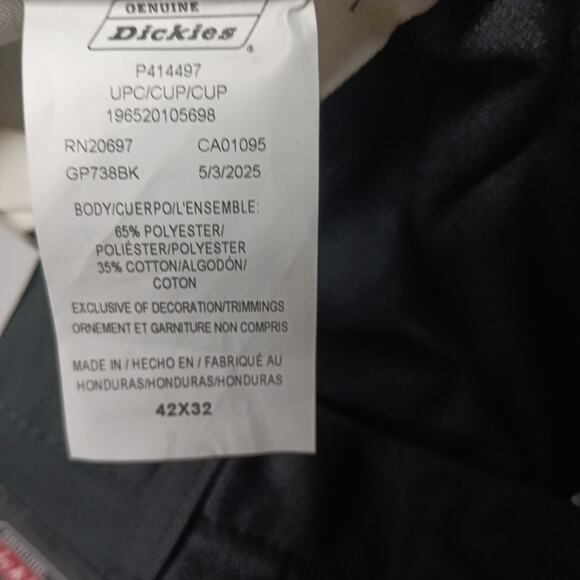 GENUINE
Dickies
®
P414497
UPC/CUP/CUP
196520105698
RN20697 CA01095
GP738BK 5/3/2025
BODY/CUERPO/L'ENSEMBLE:
65% POLYESTER/
POLIÉSTER/POLYESTER
35% COTTON/ALGODÓN/
COTON
EXCLUSIVE OF DECORATION/TRIMMINGS
ORNEMENT ET GARNITURE NON COMPRIS
MADE IN / HECHO EN / FABRIQUÉ AU
HONDURAS/HONDURAS/HONDURAS
42X32